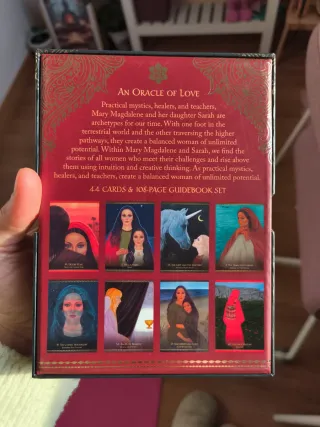 AN ORACLE OF LOVE
Practical mystics, healers, and teachers,
Mary Magdalene and her daughter Sarah are
archetypes for our time. With one foot in the
terrestrial world and the other traversing the higher
pathways, they create a balanced woman of unlimited
potential. Within Mary Magdalene and Sarah, we find the
stories of all women who meet their challenges and rise above
them using intuition and creative thinking. As practical mystics,
healers, and teachers, create a balanced woman of unlimited potential.
44 CARDS & 108-PAGE GUIDEBOOK SET